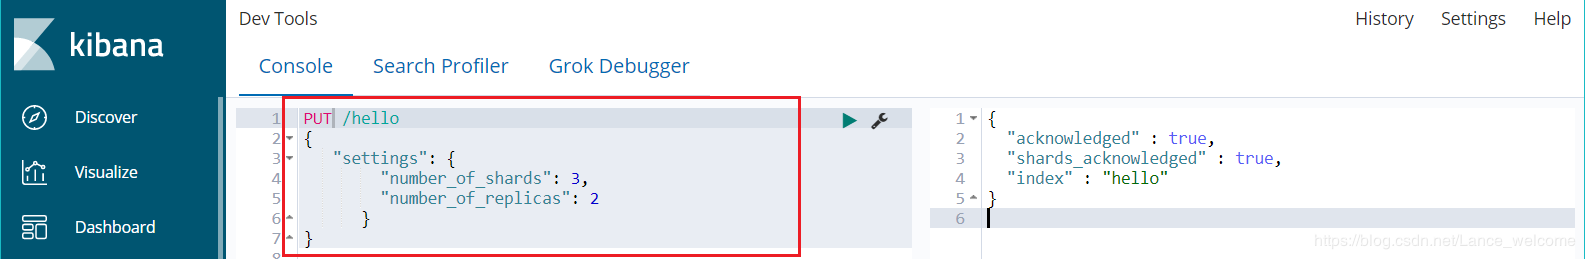 kibana
Dev Tools
History Settings Help
Console Search Profiler Grok Debugger
Discover
Visualize
Dashboard
1 PUT /hello
2 {
3 "settings": {
4 "number_of_shards": 3,
5 "number_of_replicas": 2
6 }
7 }
8
1 {
2 "acknowledged" : true,
3 "shards_acknowledged" : true,
4 "index" : "hello"
5 }
6
https://blog.csdn.net/Lance_welcome